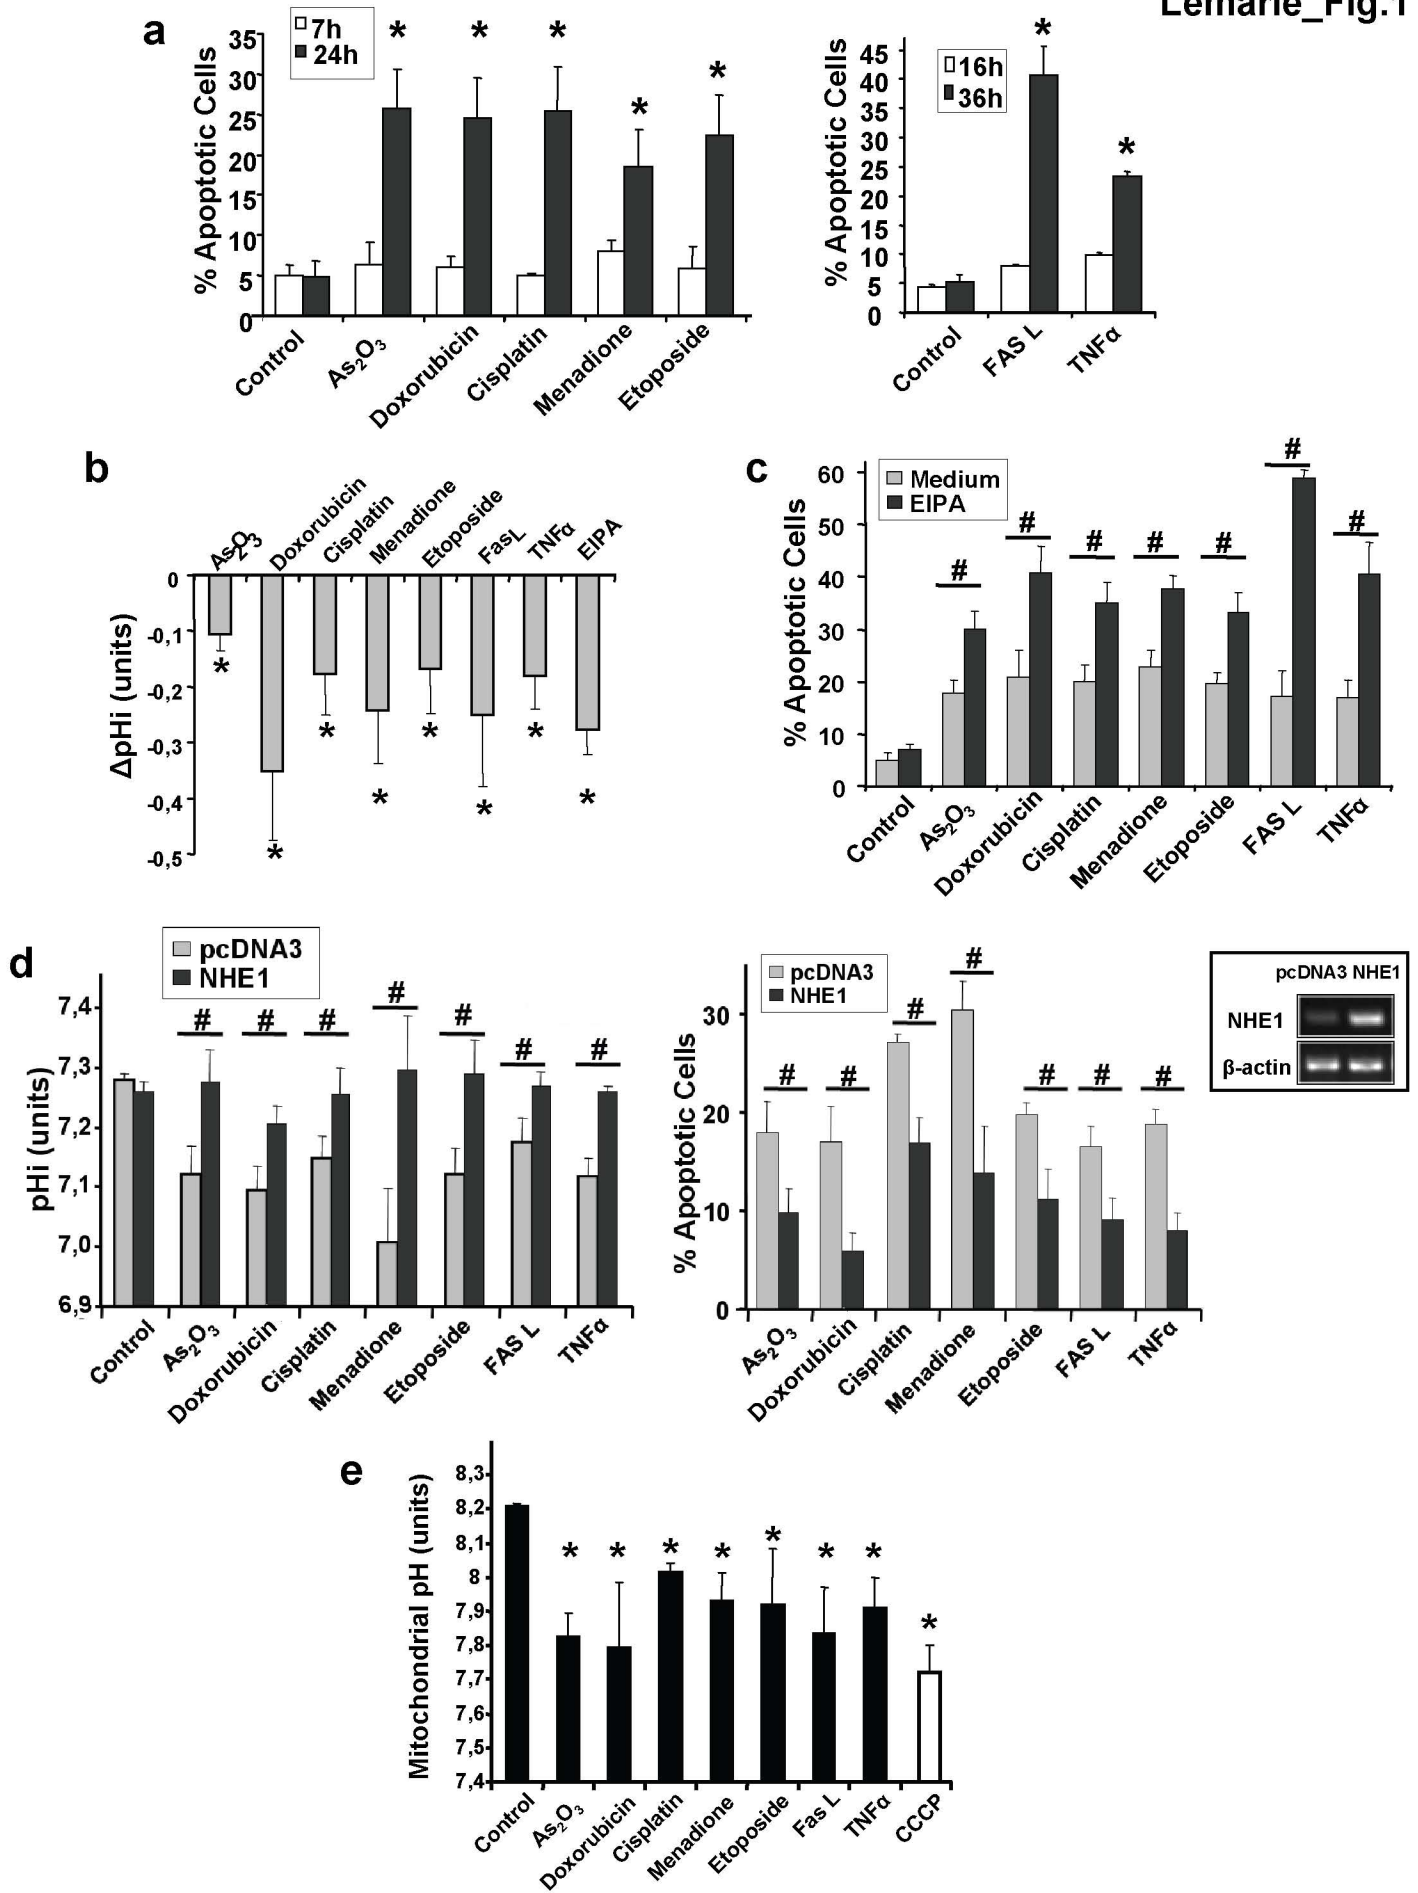 Lemarie_Fig.1
a
7h
24h
% Apoptotic Cells
35
30
25
20
15
10
5
0
* * * * *
Control
As2O3
Doxorubicin
Cisplatin
Menadione
Etoposide
16h
36h
% Apoptotic Cells
45
40
35
30
25
20
15
10
5
0
* *
Control
FAS L
TNFα
b
As2O3
Doxorubicin
Cisplatin
Menadione
Etoposide
FasL
TNFα
EIPA
ΔpHi (units)
0
-0,1
-0,2
-0,3
-0,4
-0,5
* * * * * * * *
c
Medium
EIPA
% Apoptotic Cells
60
50
40
30
20
10
0
# # # # # # #
Control
As2O3
Doxorubicin
Cisplatin
Menadione
Etoposide
FAS L
TNFα
d
pcDNA3
NHE1
pHi (units)
7,4
7,3
7,2
7,1
7,0
6,9
# # # # # # #
Control
As2O3
Doxorubicin
Cisplatin
Menadione
Etoposide
FAS L
TNFα
pcDNA3
NHE1
% Apoptotic Cells
30
20
10
0
# # # # # # #
As2O3
Doxorubicin
Cisplatin
Menadione
Etoposide
FAS L
TNFα
pcDNA3 NHE1
NHE1
β-actin
e
Mitochondrial pH (units)
8,3
8,2
8,1
8
7,9
7,8
7,7
7,6
7,5
7,4
* * * * * * * *
Control
As2O3
Doxorubicin
Cisplatin
Menadione
Etoposide
Fas L
TNFα
CCCP